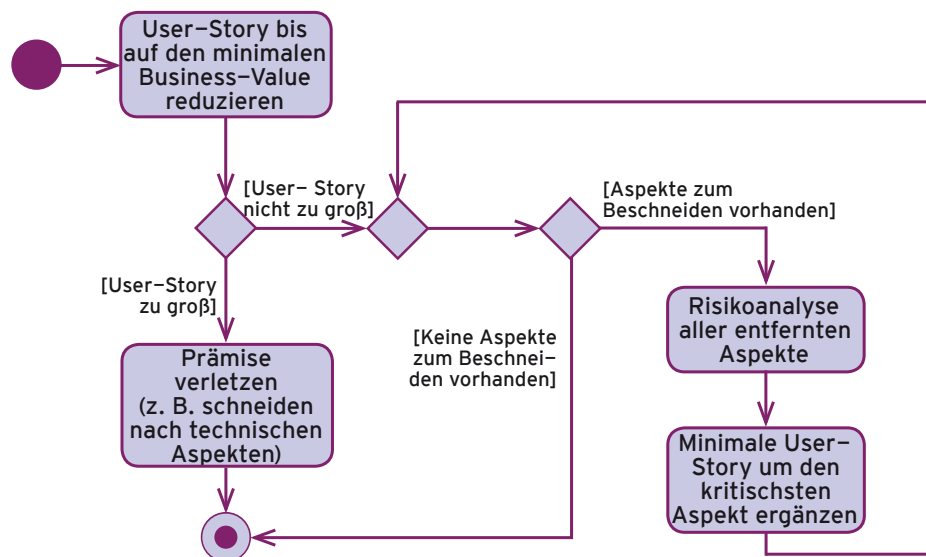 User–Story bis
auf den minimalen
Business–Value
reduzieren
[User– Story
nicht zu groß]
[Aspekte zum
Beschneiden vorhanden]
[User–Story
zu groß]
[Keine Aspekte
zum Beschnei–
den vorhanden]
Risikoanalyse
aller entfernten
Aspekte
Prämise
verletzen
(z. B. schneiden
nach technischen
Aspekten)
Minimale User–
Story um den
kritischsten
Aspekt ergänzen